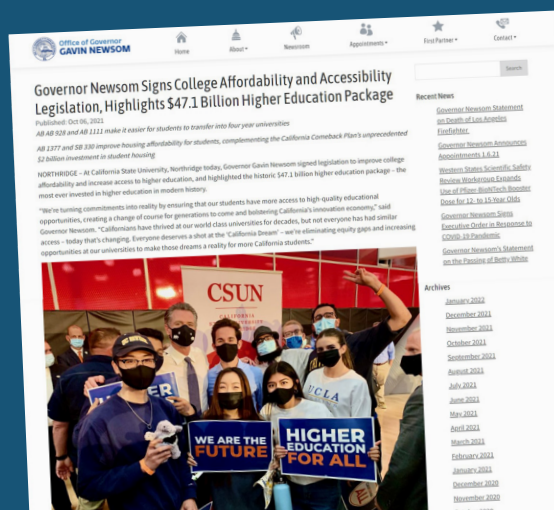 Office of Governor
GAVIN NEWSOM
Home
About
Newsroom
Appointments
First Partner
Contact
Search
Governor Newsom Signs College Affordability and Accessibility
Legislation, Highlights $47.1 Billion Higher Education Package
Published: Oct 06, 2021
AB AB 928 and AB 1111 make it easier for students to transfer into four year universities
AB 1377 and SB 330 improve housing affordability for students, complementing the California Comeback Plan's unprecedented
$2 billion investment in student housing
NORTHRIDGE – At California State University, Northridge today, Governor Gavin Newsom signed legislation to improve college
affordability and increase access to higher education, and highlighted the historic $47.1 billion higher education package – the
most ever invested in higher education in modern history.
"We're turning commitments into reality by ensuring that our students have more access to high-quality educational
opportunities, creating a change of course for generations to come and bolstering California's innovation economy," said
Governor Newsom. "Californians have thrived at our world class universities for decades, but not everyone has had similar
access – today that's changing. Everyone deserves a shot at the 'California Dream' – we're eliminating equity gaps and increasing
opportunities at our universities to make those dreams a reality for more California students."
CSUN
CALIFORNIA
UCLA
WE ARE THE
FUTURE
HIGHER
EDUCATION
FOR ALL
Recent News
Governor Newsom Statement
on Death of Los Angeles
Firefighter
Governor Newsom Announces
Appointments 1.6.21
Western States Scientific Safety
Review Workgroup Expands
Use of Pfizer-BioNTech Booster
Dose for 12- to 15 Year Olds
Governor Newsom Signs
Executive Order in Response to
COVID-19 Pandemic
Governor Newsom's Statement
on the Passing of Betty White
Archives
January 2022
December 2021
November 2021
October 2021
September 2021
August 2021
July 2021
June 2021
May 2021
April 2021
March 2021
February 2021
January 2021
December 2020
November 2020